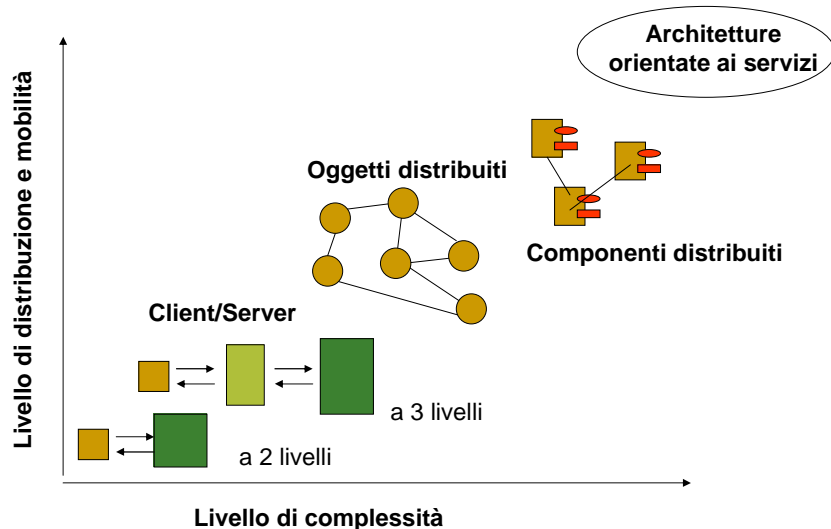 Architetture
orientate ai servizi
Livello di distribuzione e mobilità
Oggetti distribuiti
Componenti distribuiti
Client/Server
a 3 livelli
a 2 livelli
Livello di complessità